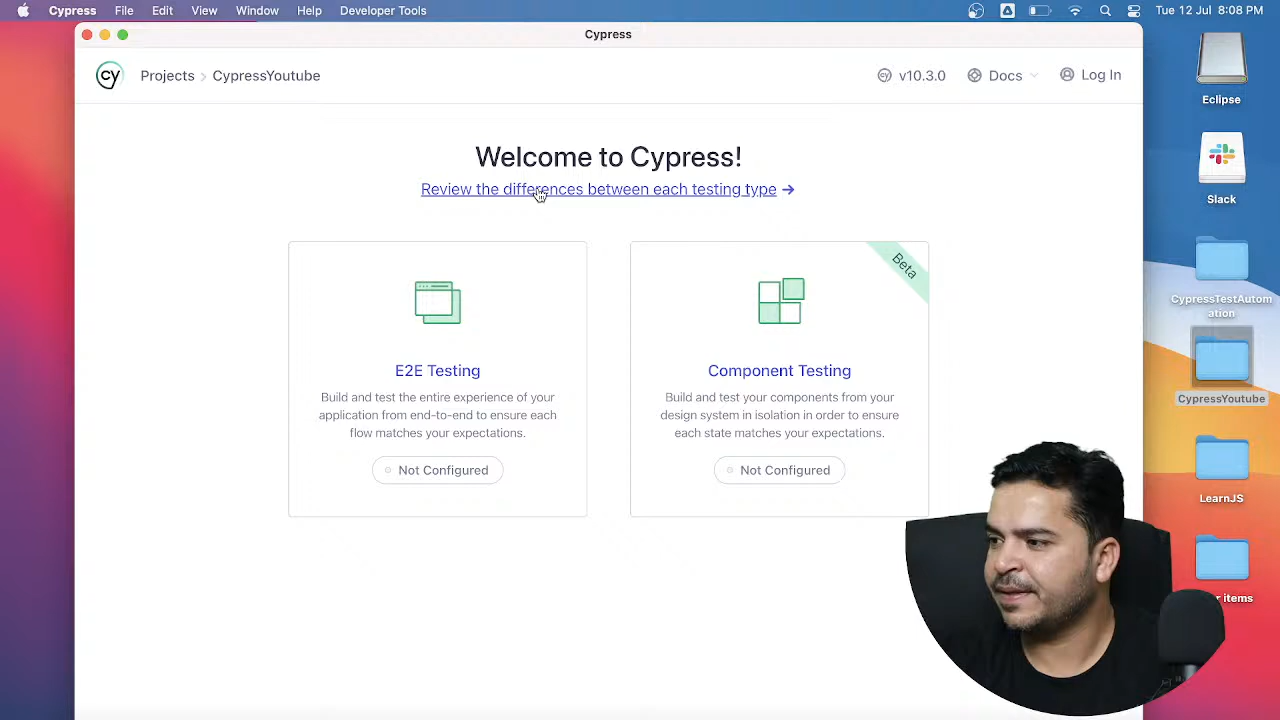 Cypress File Edit View Window Help Developer Tools
Tue 12 Jul 8:08 PM
Cypress
cy Projects CypressYoutube
v10.3.0 Docs Log In
Welcome to Cypress!
Review the differences between each testing type
E2E Testing
Build and test the entire experience of your
application from end-to-end to ensure each
flow matches your expectations.
Not Configured
Beta
Component Testing
Build and test your components from your
design system in isolation in order to ensure
each state matches your expectations.
Not Configured
Eclipse
Slack
CypressTestAutom
ation
CypressYoutube
LearnJS
items